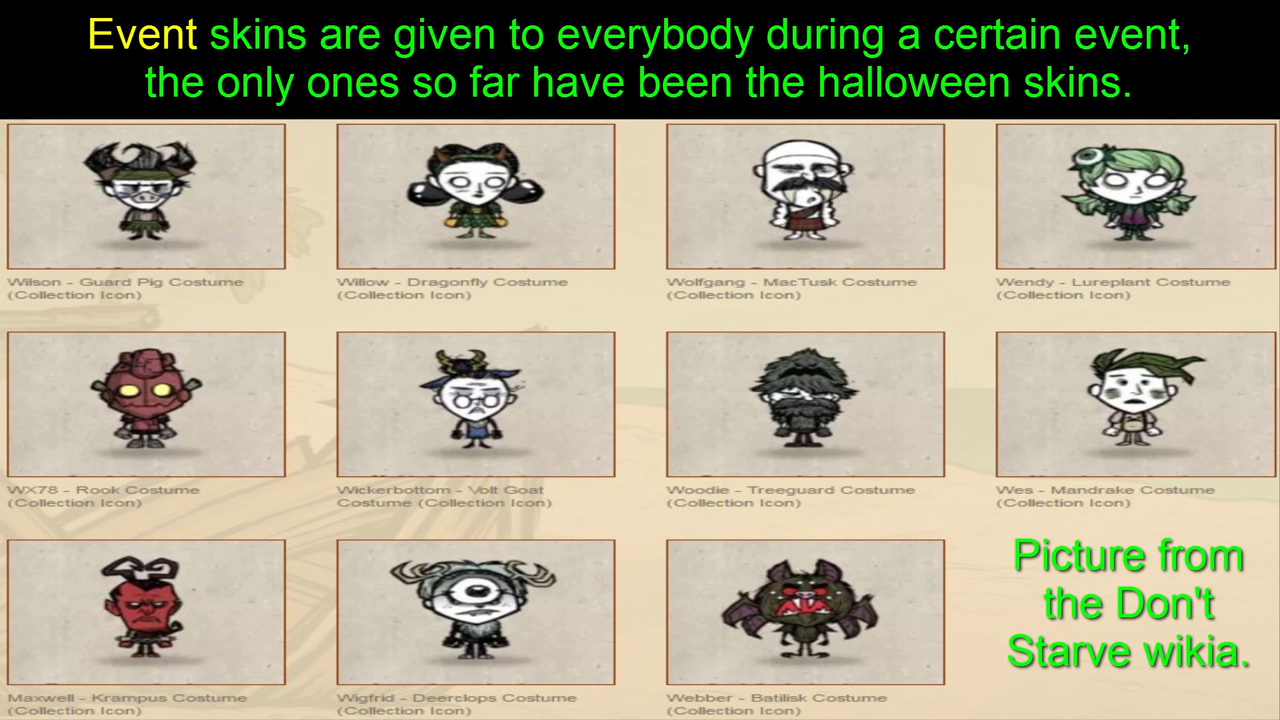 Event skins are given to everybody during a certain event,
the only ones so far have been the halloween skins.
Wilson - Guard Pig Costume
(Collection Icon)
Willow - Dragonfly Costume
(Collection Icon)
Wolfgang - MacTusk Costume
(Collection Icon)
Wendy - Lureplant Costume
(Collection Icon)
WX78 - Rook Costume
(Collection Icon)
Wickerbottom - Volt Goat
Costume (Collection Icon)
Woodie - Treeguard Costume
(Collection Icon)
Wes - Mandrake Costume
(Collection Icon)
Maxwell - Krampus Costume
(Collection Icon)
Wigfrid - Deerclops Costume
(Collection Icon)
Webber - Batilisk Costume
(Collection Icon)
Picture from
the Don't
Starve wikia.